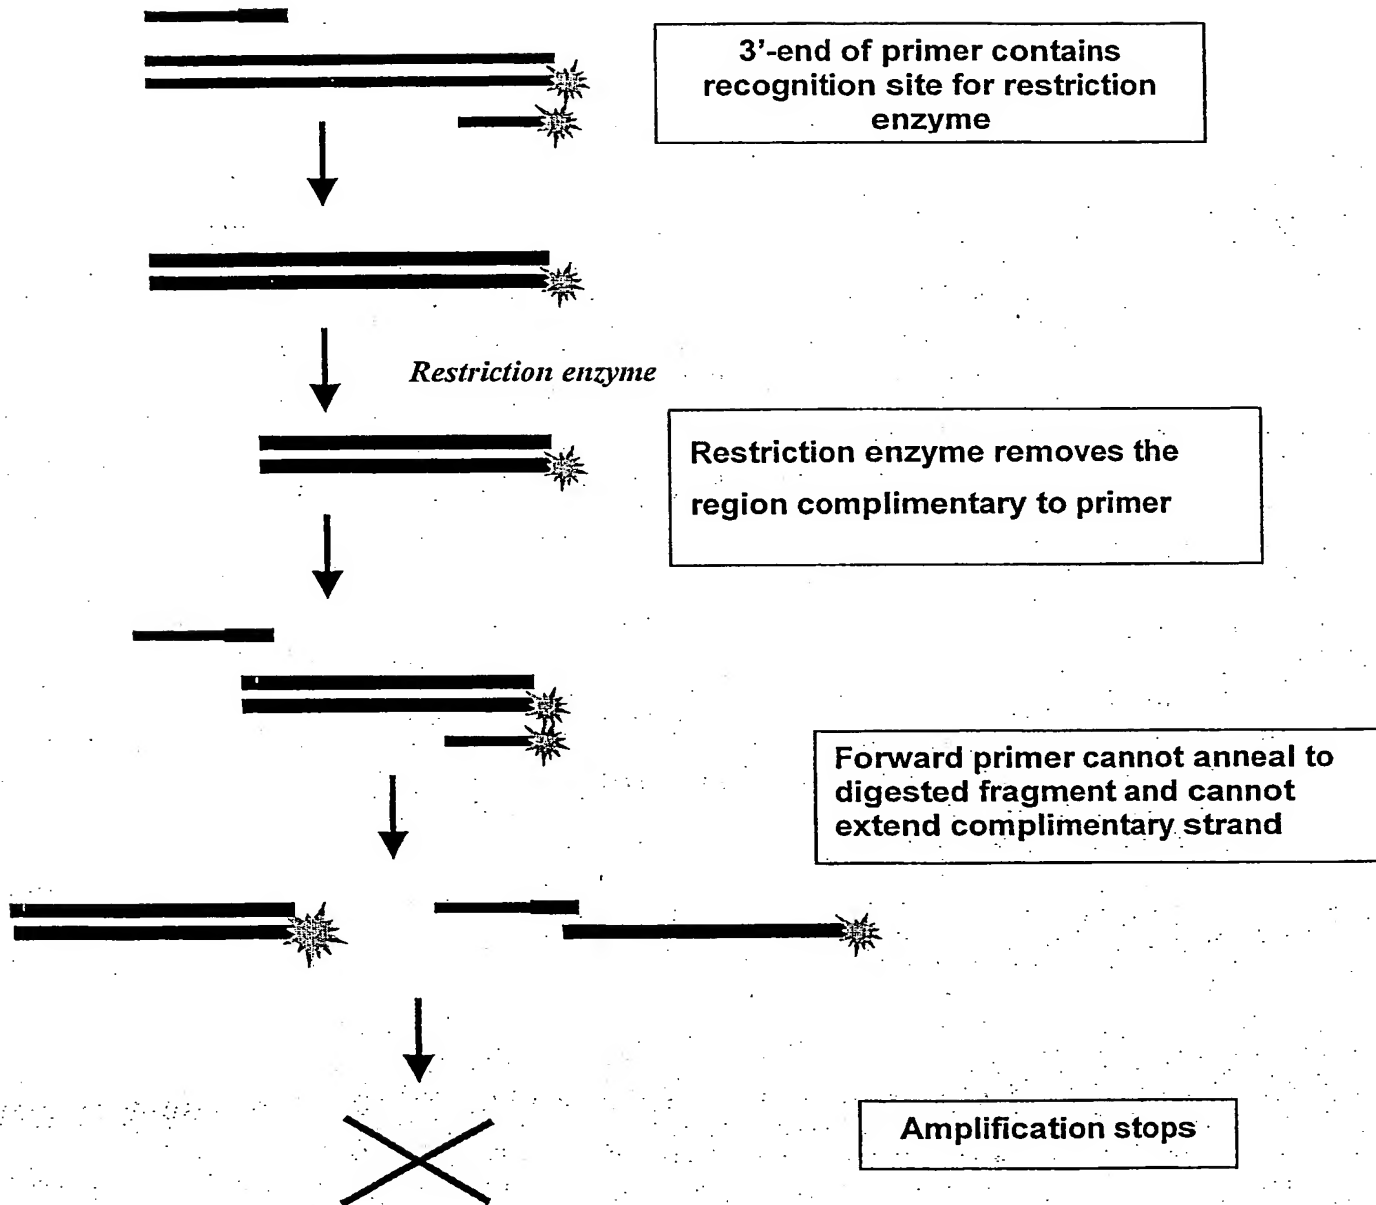 3'-end of primer contains
recognition site for restriction
enzyme
Restriction enzyme
Restriction enzyme removes the
region complimentary to primer
Forward primer cannot anneal to
digested fragment and cannot
extend complimentary strand
Amplification stops